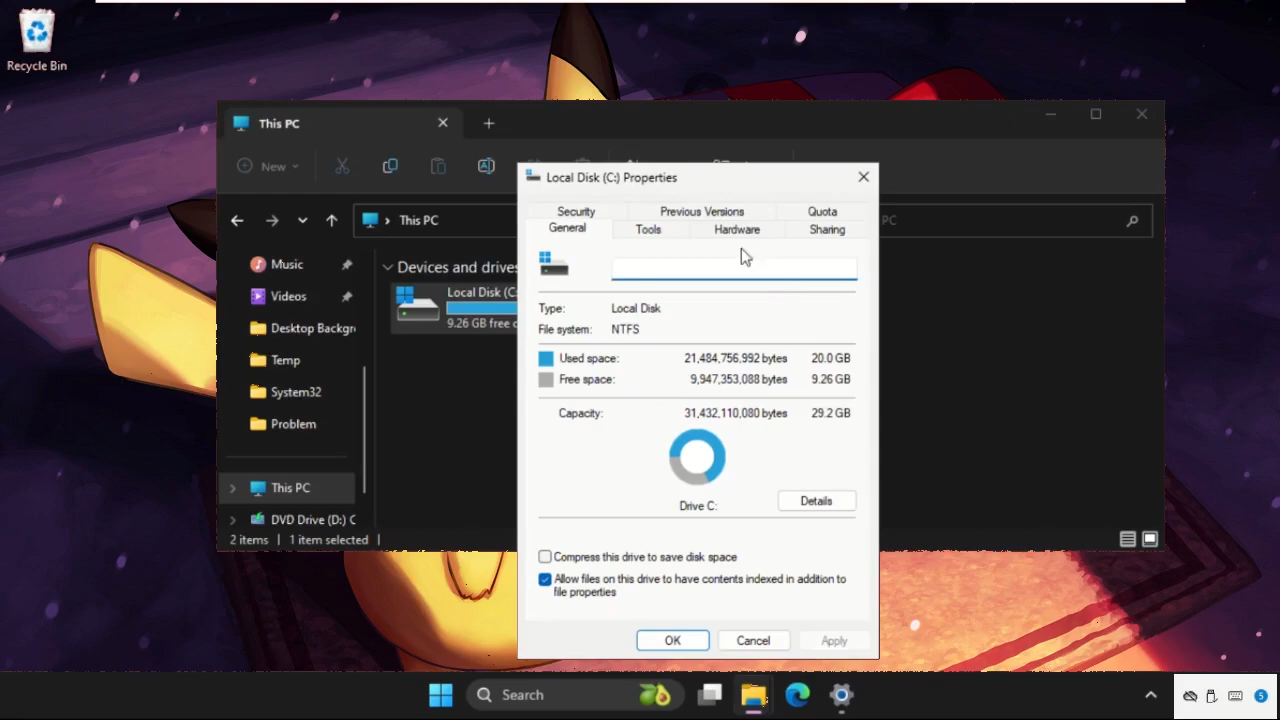 Recycle Bin
This PC
New
Local Disk (C:) Properties
Security
Previous Versions
Quota
General
Tools
Hardware
Sharing
This PC
PC
Music
Videos
Desktop Backgr
Temp
System32
Problem
This PC
DVD Drive (D:) C
Devices and drives
Local Disk (C:
9.26 GB free o
Type: Local Disk
File system: NTFS
Used space: 21,484,756,992 bytes 20.0 GB
Free space: 9,947,353,088 bytes 9.26 GB
Capacity: 31,432,110,080 bytes 29.2 GB
Drive C:
Details
Compress this drive to save disk space
Allow files on this drive to have contents indexed in addition to
file properties
OK
Cancel
Apply
2 items
1 item selected
Search
5